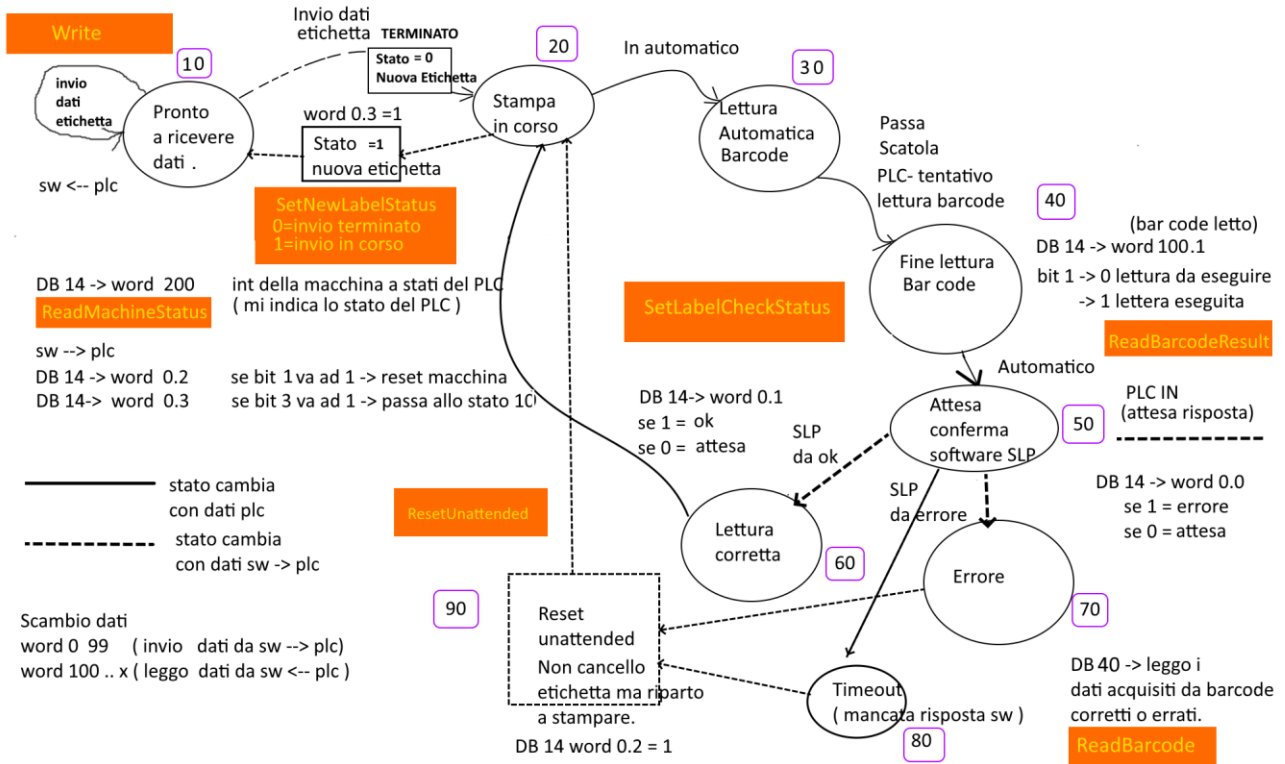 Write
10
invio
dati
etichetta
Pronto
a ricevere
dati .
sw <-- plc
Invio dati
etichetta
TERMINATO
Stato = 0
Nuova Etichetta
word 0.3 =1
Stato =1
nuova etichetta
SetNewLabelStatus
0=invio terminato
1=invio in corso
20
Stampa
in corso
In automatico
30
Lettura
Automatica
Barcode
Passa
Scatola
PLC- tentativo
lettura barcode
40
Fine lettura
Bar code
(bar code letto)
DB 14 -> word 100.1
bit 1 -> 0 lettura da eseguire
-> 1 lettera eseguita
ReadBarcodeResult
DB 14 -> word 200 int della macchina a stati del PLC
( mi indica lo stato del PLC )
ReadMachineStatus
sw --> plc
DB 14 -> word 0.2 se bit 1 va ad 1 -> reset macchina
DB 14-> word 0.3 se bit 3 va ad 1 -> passa allo stato 10
SetLabelCheckStatus
Automatico
Attesa
conferma
software SLP
50
PLC IN
(attesa risposta)
DB 14-> word 0.1
se 1 = ok
se 0 = attesa
SLP
da ok
SLP
da errore
DB 14 -> word 0.0
se 1 = errore
se 0 = attesa
stato cambia
con dati plc
stato cambia
con dati sw -> plc
ResetUnattended
Lettura
corretta
60
Errore
70
90
Reset
unattended
Non cancello
etichetta ma riparto
a stampare.
DB 14 word 0.2 = 1
Scambio dati
word 0 99 ( invio dati da sw --> plc)
word 100 .. x ( leggo dati da sw <-- plc )
Timeout
( mancata risposta sw )
80
DB 40 -> leggo i
dati acquisiti da barcode
corretti o errati.
ReadBarcode